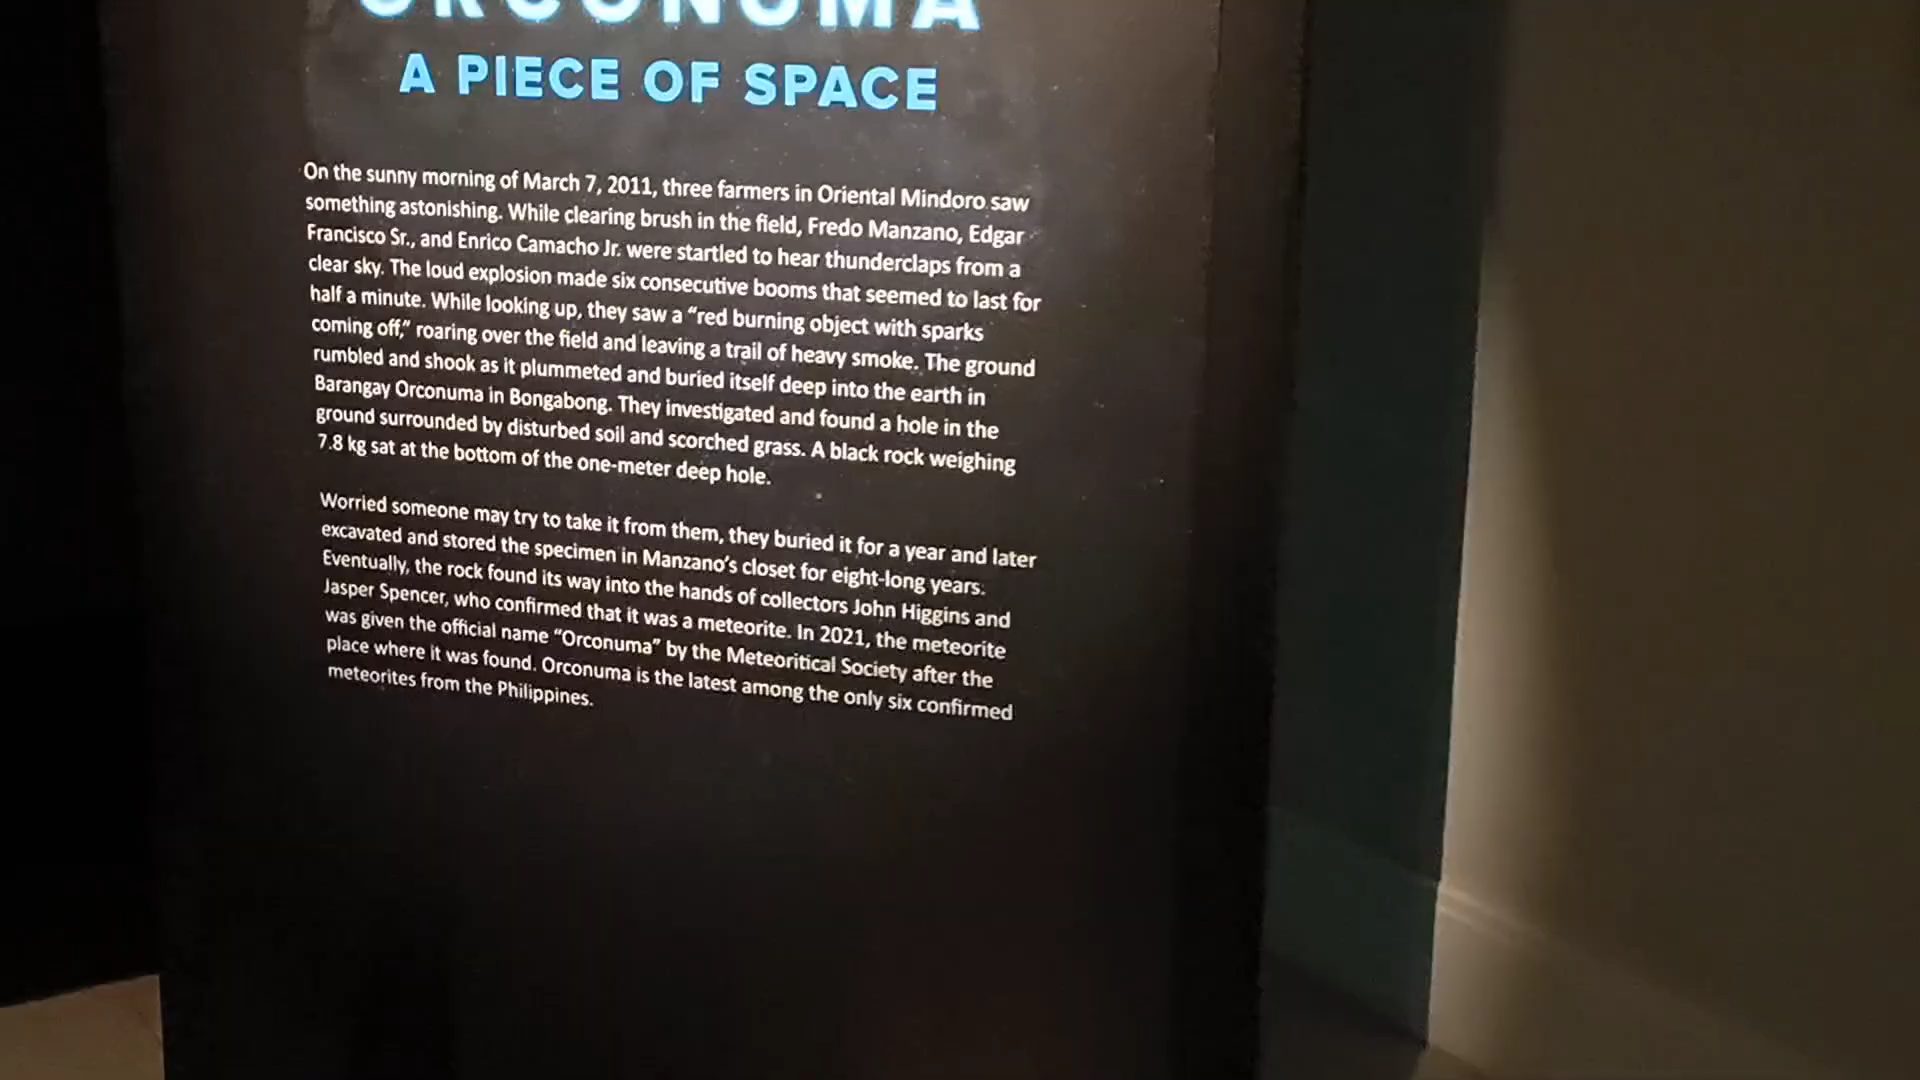 ORCONUMA
A PIECE OF SPACE
On the sunny morning of March 7, 2011, three farmers in Oriental Mindoro saw
something astonishing. While clearing brush in the field, Fredo Manzano, Edgar
Francisco Sr., and Enrico Camacho Jr. were startled to hear thunderclaps from a
clear sky. The loud explosion made six consecutive booms that seemed to last for
half a minute. While looking up, they saw a “red burning object with sparks
coming off,” roaring over the field and leaving a trail of heavy smoke. The ground
rumbled and shook as it plummeted and buried itself deep into the earth in
Barangay Orconuma in Bongabong. They investigated and found a hole in the
ground surrounded by disturbed soil and scorched grass. A black rock weighing
7.8 kg sat at the bottom of the one-meter deep hole.
Worried someone may try to take it from them, they buried it for a year and later
excavated and stored the specimen in Manzano’s closet for eight-long years.
Eventually, the rock found its way into the hands of collectors John Higgins and
Jasper Spencer, who confirmed that it was a meteorite. In 2021, the meteorite
was given the official name “Orconuma” by the Meteoritical Society after the
place where it was found. Orconuma is the latest among the only six confirmed
meteorites from the Philippines.